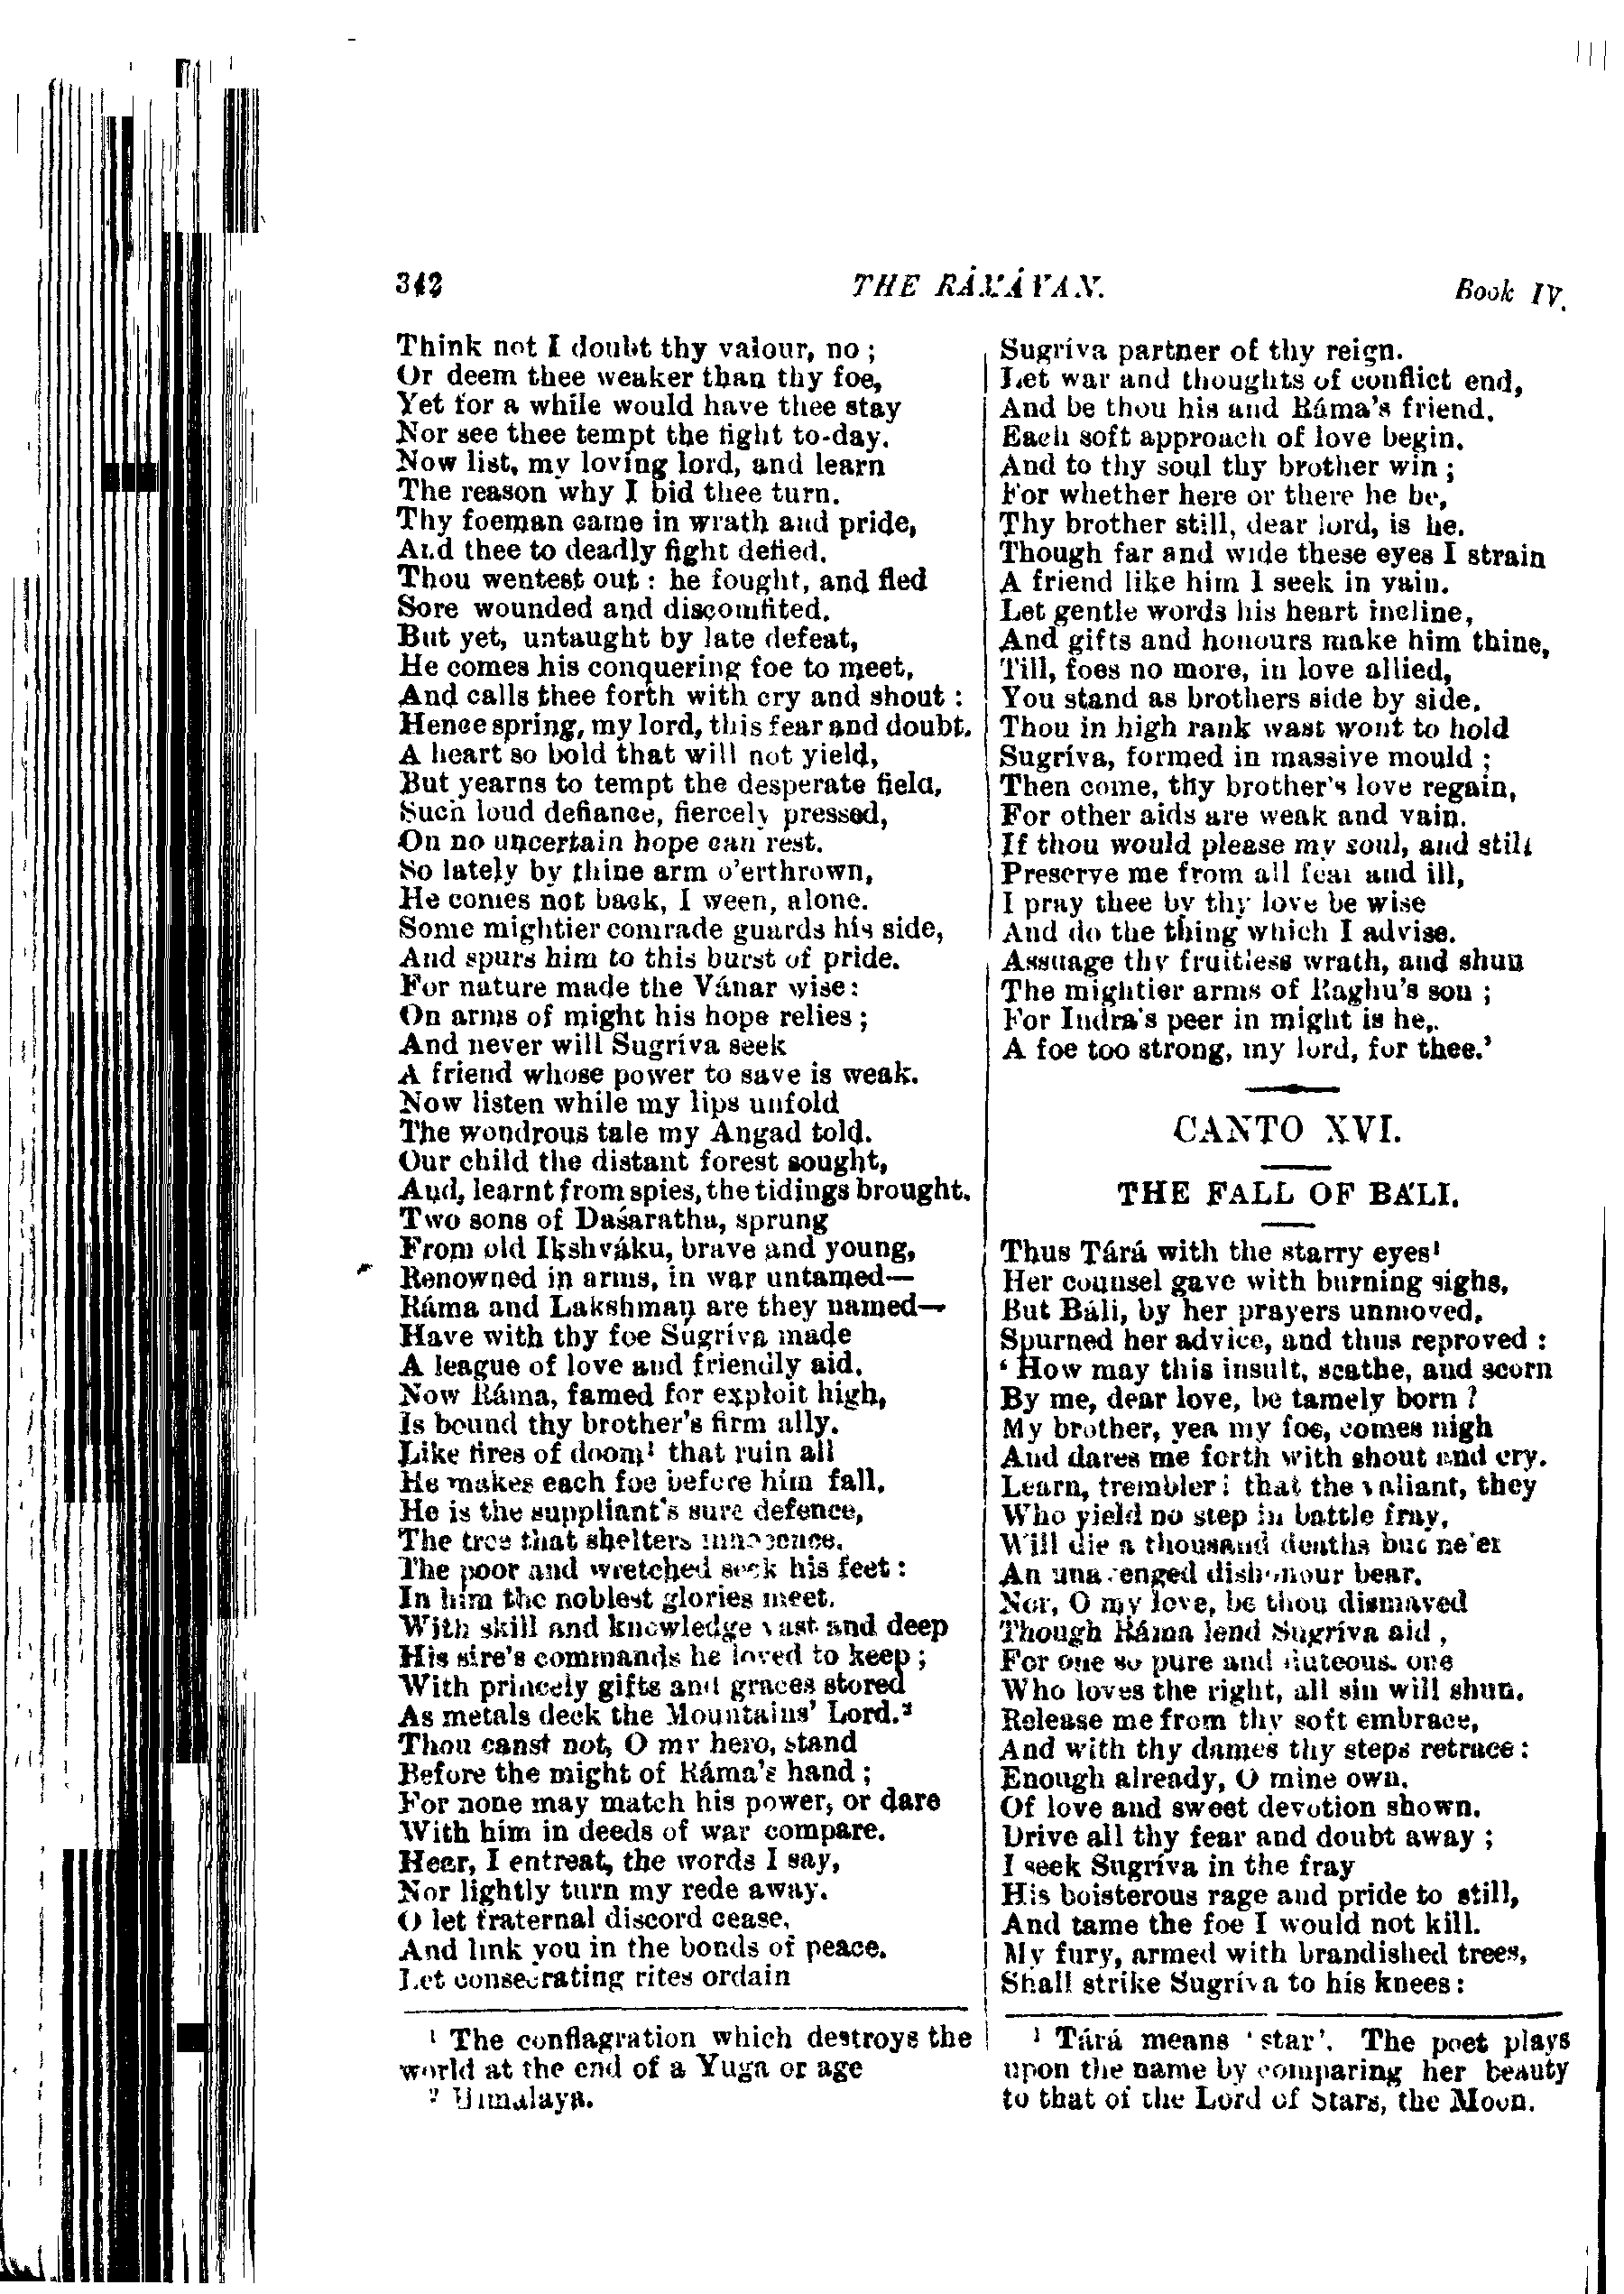 342
THE RÁMÁYAN.
Book IV.
Think not I doubt thy valour, no ;
Or deem thee weaker than thy foe,
Yet for a while would have thee stay
Nor see thee tempt the fight to-day.
Now list, my loving lord, and learn
The reason why I bid thee turn.
Thy foeman came in wrath and pride,
And thee to deadly fight defied.
Thou wentest out : he fought, and fled
Sore wounded and discomfited.
But yet, untaught by late defeat,
He comes his conquering foe to meet,
And calls thee forth with cry and shout :
Hence spring, my lord, this fear and doubt.
A heart so bold that will not yield,
But yearns to tempt the desperate field,
Such loud defiance, fiercely pressed,
On no uncertain hope can rest.
So lately by thine arm o'erthrown,
He comes not back, I ween, alone.
Some mightier comrade guards his side,
And spurs him to this burst of pride.
For nature made the Vánar wise :
On arms of might his hope relies ;
And never will Sugríva seek
A friend whose power to save is weak.
Now listen while my lips unfold
The wondrous tale my Angad told.
Our child the distant forest sought,
And, learnt from spies, the tidings brought.
Two sons of Daśaratha, sprung
From old Ikshváku, brave and young,
Renowned in arms, in war untamed—
Ráma and Lakshmaṇ are they named—
Have with thy foe Sugríva made
A league of love and friendly aid.
Now Ráma, famed for exploit high,
Is bound thy brother's firm ally.
Like fires of doom¹ that ruin all
He makes each foe before him fall.
He is the suppliant's sure defence,
The tree that shelters innocence.
The poor and wretched seek his feet :
In him the noblest glories meet.
With skill and knowledge vast and deep
His sire's commands he loved to keep ;
With princely gifts and graces stored
As metals deck the Mountains' Lord.²
Thou canst not, O my hero, stand
Before the might of Ráma's hand ;
For none may match his power, or dare
With him in deeds of war compare.
Hear, I entreat, the words I say,
Nor lightly turn my rede away.
O let fraternal discord cease,
And link you in the bonds of peace.
Let consecrating rites ordain
¹ The conflagration which destroys the
world at the end of a Yuga or age
² Himalaya.
Sugríva partner of thy reign.
Let war and thoughts of conflict end,
And be thou his and Ráma's friend.
Each soft approach of love begin.
And to thy soul thy brother win ;
For whether here or there he be,
Thy brother still, dear lord, is he.
Though far and wide these eyes I strain
A friend like him I seek in vain.
Let gentle words his heart incline,
And gifts and honours make him thine,
Till, foes no more, in love allied,
You stand as brothers side by side.
Thou in high rank wast wont to hold
Sugríva, formed in massive mould ;
Then come, thy brother's love regain,
For other aids are weak and vain.
If thou would please my soul, and still
Preserve me from all fear and ill,
I pray thee by thy love be wise
And do the thing which I advise.
Assuage thy fruitless wrath, and shun
The mightier arms of Raghu's son ;
For Indra's peer in might is he,.
A foe too strong, my lord, for thee.'
CANTO XVI.
THE FALL OF BÁLI.
Thus Tárá with the starry eyes¹
Her counsel gave with burning sighs,
But Báli, by her prayers unmoved,
Spurned her advice, and thus reproved :
' How may this insult, scathe, and scorn
By me, dear love, be tamely born ?
My brother, yea my foe, comes nigh
And dares me forth with shout and cry.
Learn, trembler ! that the valiant, they
Who yield no step in battle fray,
Will die a thousand deaths but ne'er
An unavenged dishonour bear.
Nor, O my love, be thou dismayed
Though Ráma lend Sugríva aid ,
For one so pure and duteous, one
Who loves the right, all sin will shun.
Release me from thy soft embrace,
And with thy dames thy steps retrace :
Enough already, O mine own,
Of love and sweet devotion shown.
Drive all thy fear and doubt away ;
I seek Sugríva in the fray
His boisterous rage and pride to still,
And tame the foe I would not kill.
My fury, armed with brandished trees,
Shall strike Sugríva to his knees :
¹ Tárá means 'star'. The poet plays
upon the name by comparing her beauty
to that of the Lord of Stars, the Moon.